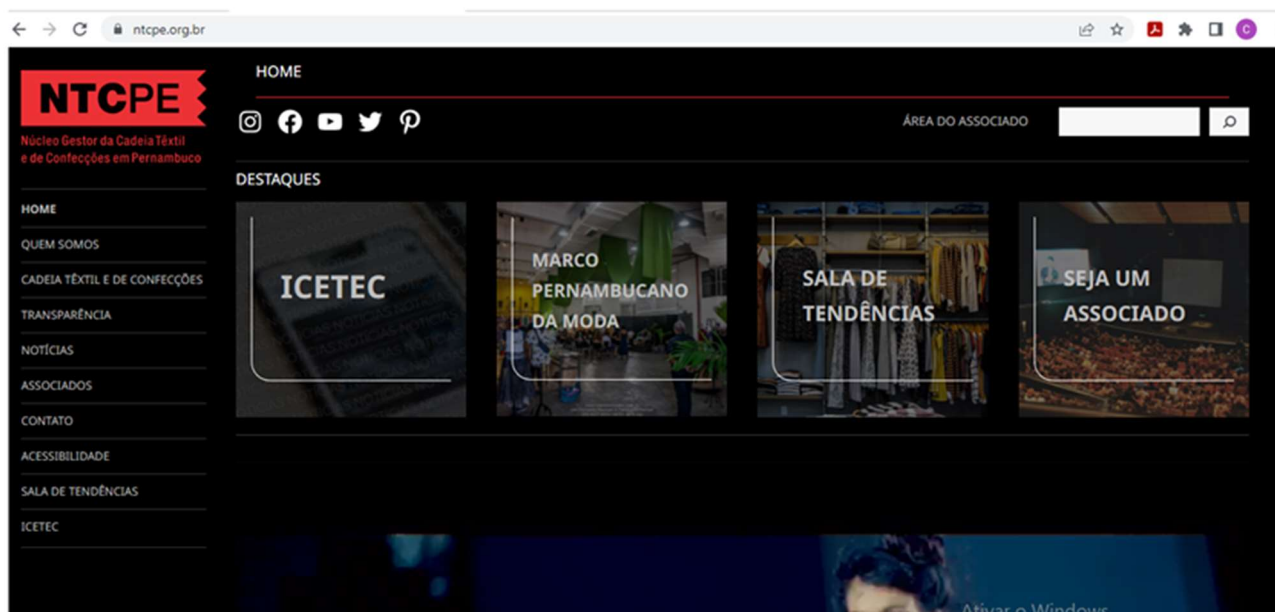 ntcpe.org.br
C
NTCPE
Núcleo Gestor da Cadeia Têxtil
e de Confecções em Pernambuco
HOME
QUEM SOMOS
CADEIA TÊXTIL E DE CONFECÇÕES
TRANSPARÊNCIA
NOTÍCIAS
ASSOCIADOS
CONTATO
ACESSIBILIDADE
SALA DE TENDÊNCIAS
ICETEC
HOME
ÁREA DO ASSOCIADO
DESTAQUES
ICETEC
MARCO
PERNAMBUCANO
DA MODA
SALA DE
TENDÊNCIAS
SEJA UM
ASSOCIADO
Ativar o Windows